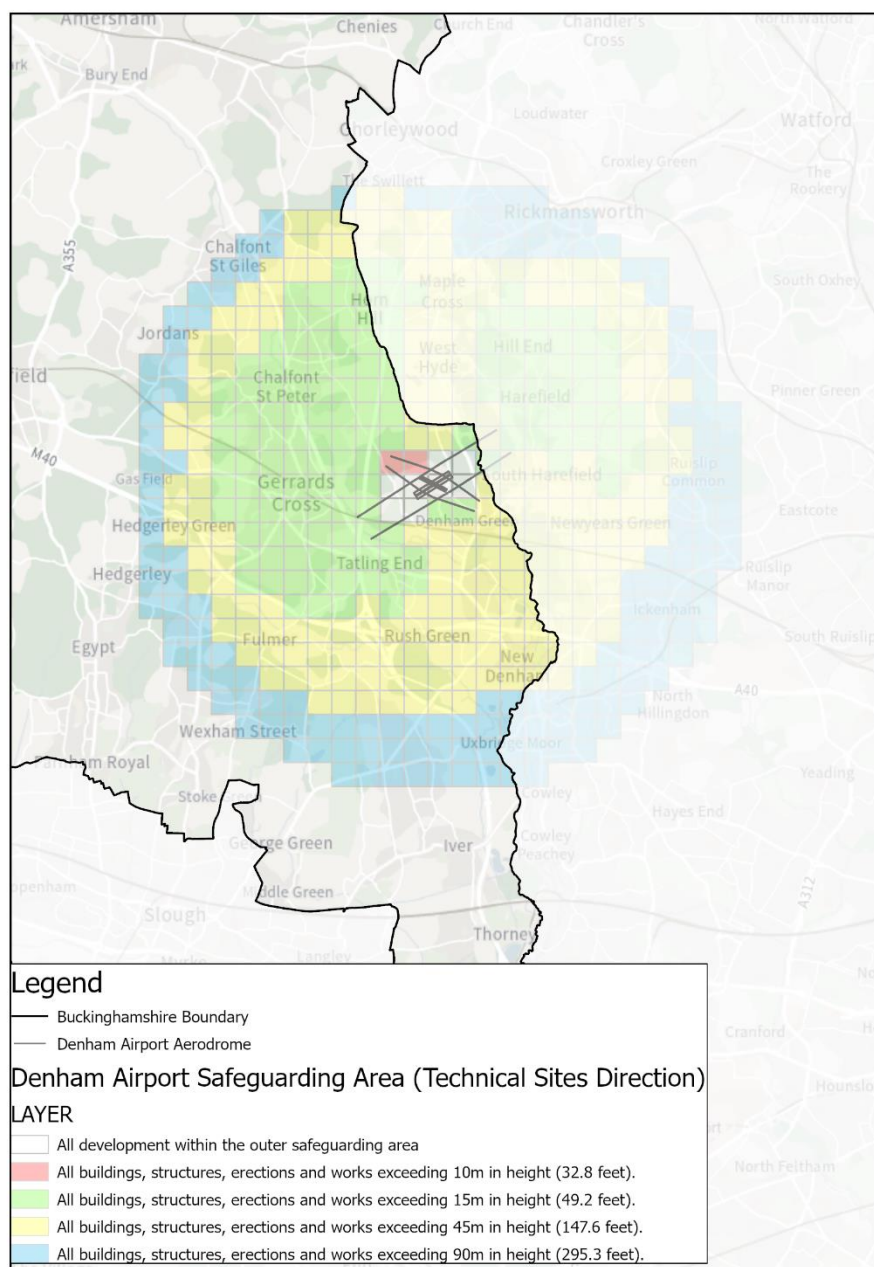 Amersham
Chenies
Church End
Chandler's
Cross
North Watford
Bury End
Loudwater
Watford
Chorleywood
Croxley Green
The
Rookery
The Swillett
Rickmansworth
A355
Chalfont
St Giles
Maple
Cross
South Oxhey
Horn
Hill
Jordans
West
Hyde
Hill End
Chalfont
St Peter
Harefield
Pinner Green
M40
Gas Field
Gerrards
Cross
South Harefield
Ruislip
Common
Eastcote
Hedgerley Green
Denham Green
Newyears Green
Hedgerley
Tatling End
Ruislip
Manor
Ickenham
Egypt
Fulmer
Rush Green
South Ruislip
New
Denham
North
Hillingdon
A40
Wexham Street
Uxbridge Moor
Farnham Royal
Yeading
Stoke Green
Cowley
Hayes End
George Green
Iver
Cowley
Peachey
Middle Green
A312
Slough
Thorney
Langley
Cranford
North Feltham
Legend
Buckinghamshire Boundary
Denham Airport Aerodrome
Denham Airport Safeguarding Area (Technical Sites Direction)
LAYER
All development within the outer safeguarding area
All buildings, structures, erections and works exceeding 10m in height (32.8 feet).
All buildings, structures, erections and works exceeding 15m in height (49.2 feet).
All buildings, structures, erections and works exceeding 45m in height (147.6 feet).
All buildings, structures, erections and works exceeding 90m in height (295.3 feet).